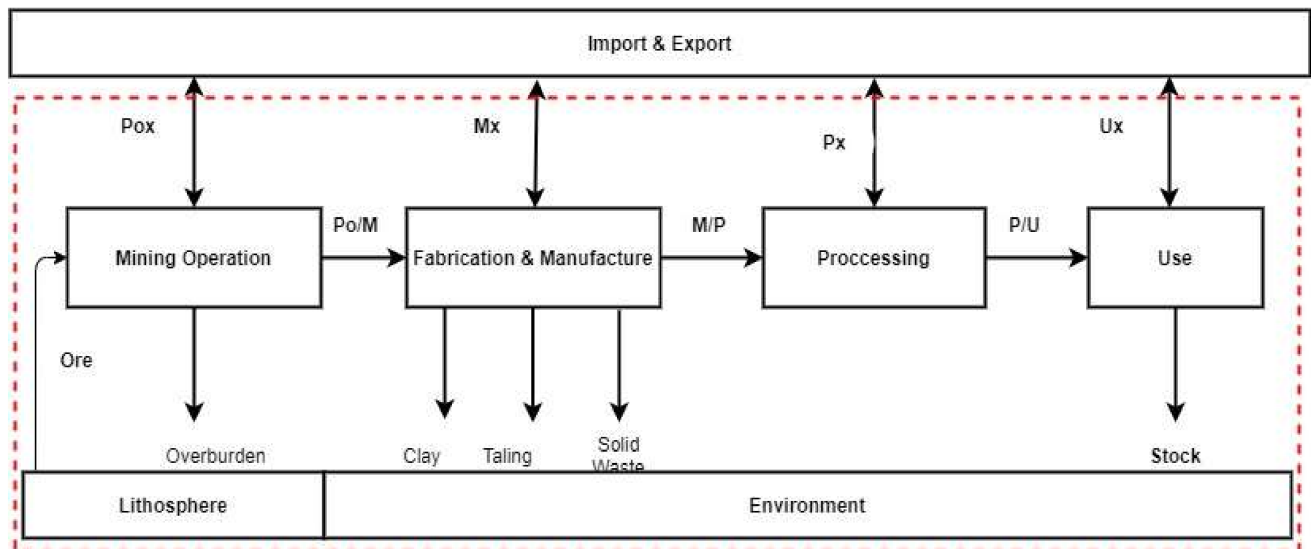 Import & Export
Pox
Mx
Px
Ux
Mining Operation
Po/M
Fabrication & Manufacture
M/P
Proccessing
P/U
Use
Ore
Overburden
Clay
Taling
Solid
Waste
Stock
Lithosphere
Environment